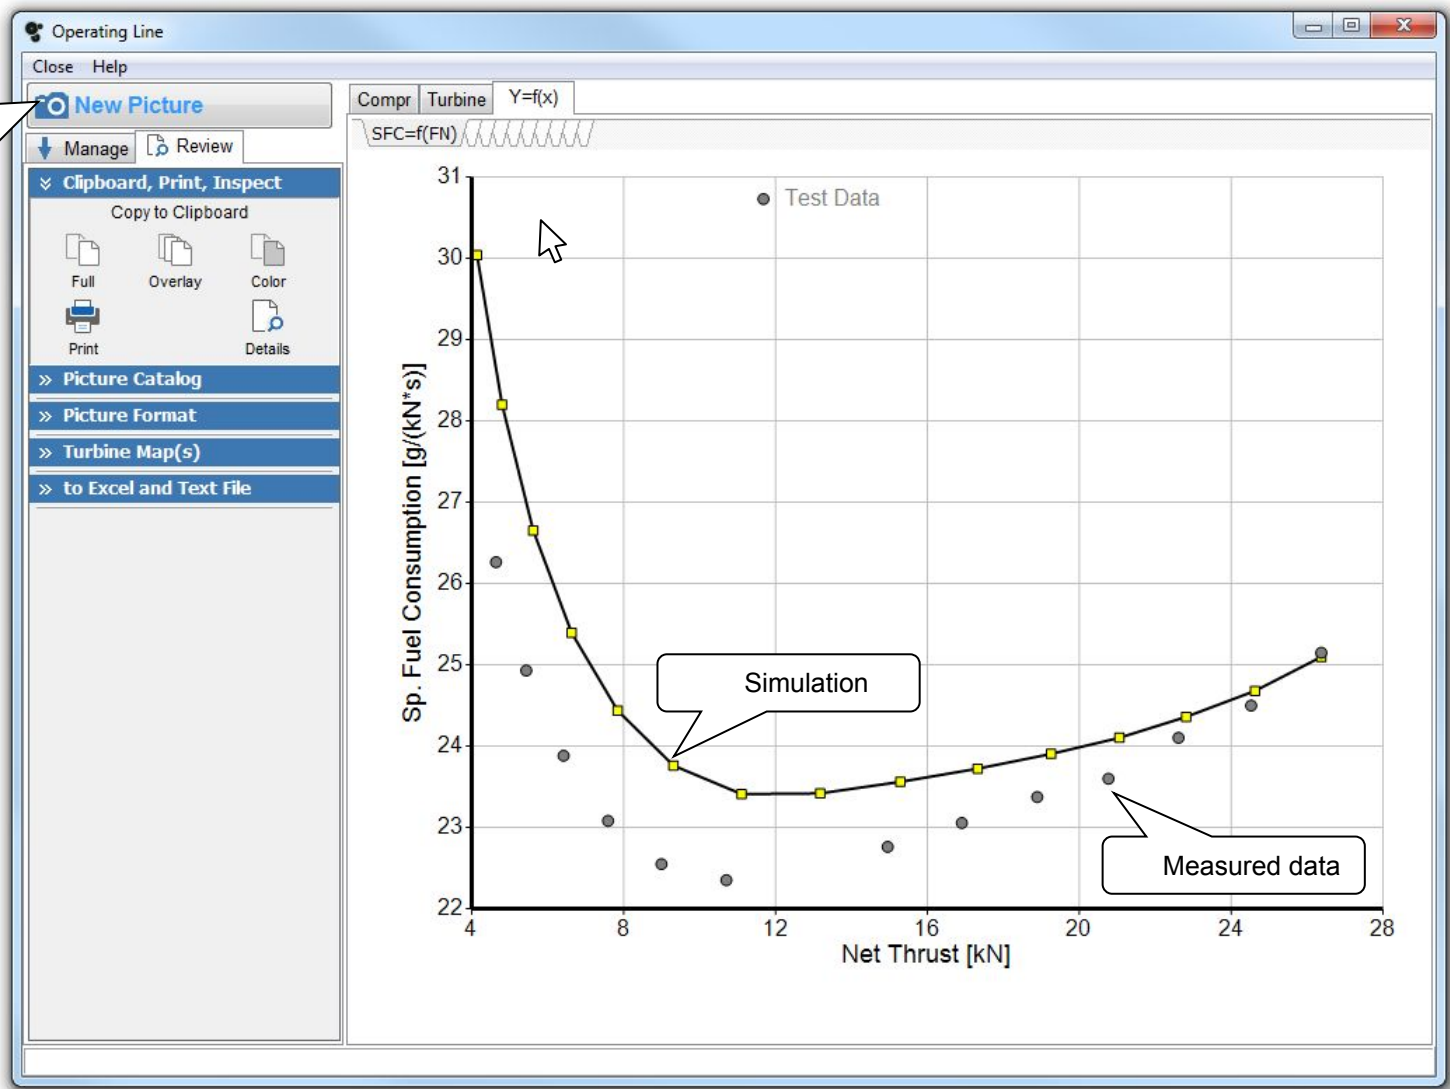 Operating Line
Close Help
New Picture
Manage Review
Clipboard, Print, Inspect
Copy to Clipboard
Full Overlay Color
Print Details
Picture Catalog
Picture Format
Turbine Map(s)
to Excel and Text File
Compr Turbine Y=f(x)
SFC=f(FN)
Test Data
31
30
29
28
27
26
25
24
23
22
Sp. Fuel Consumption [g/(kN*s)]
Simulation
Measured data
4 8 12 16 20 24 28
Net Thrust [kN]